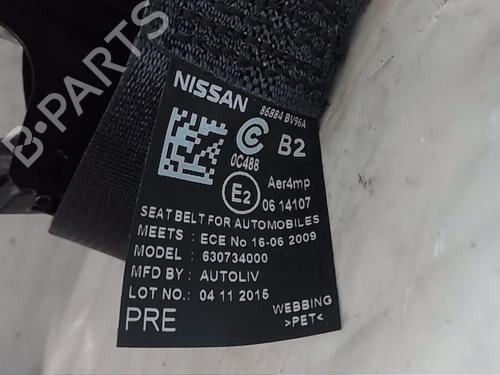 NISSAN 86884 BV96A
C B2
0C488
E2 Aer4mp
06 14107
SEAT BELT FOR AUTOMOBILES
MEETS : ECE No 16-06 2009
MODEL : 630734000
MFD BY : AUTOLIV
LOT NO.: 04 11 2015
PRE
WEBBING
>PET<
B-Parts